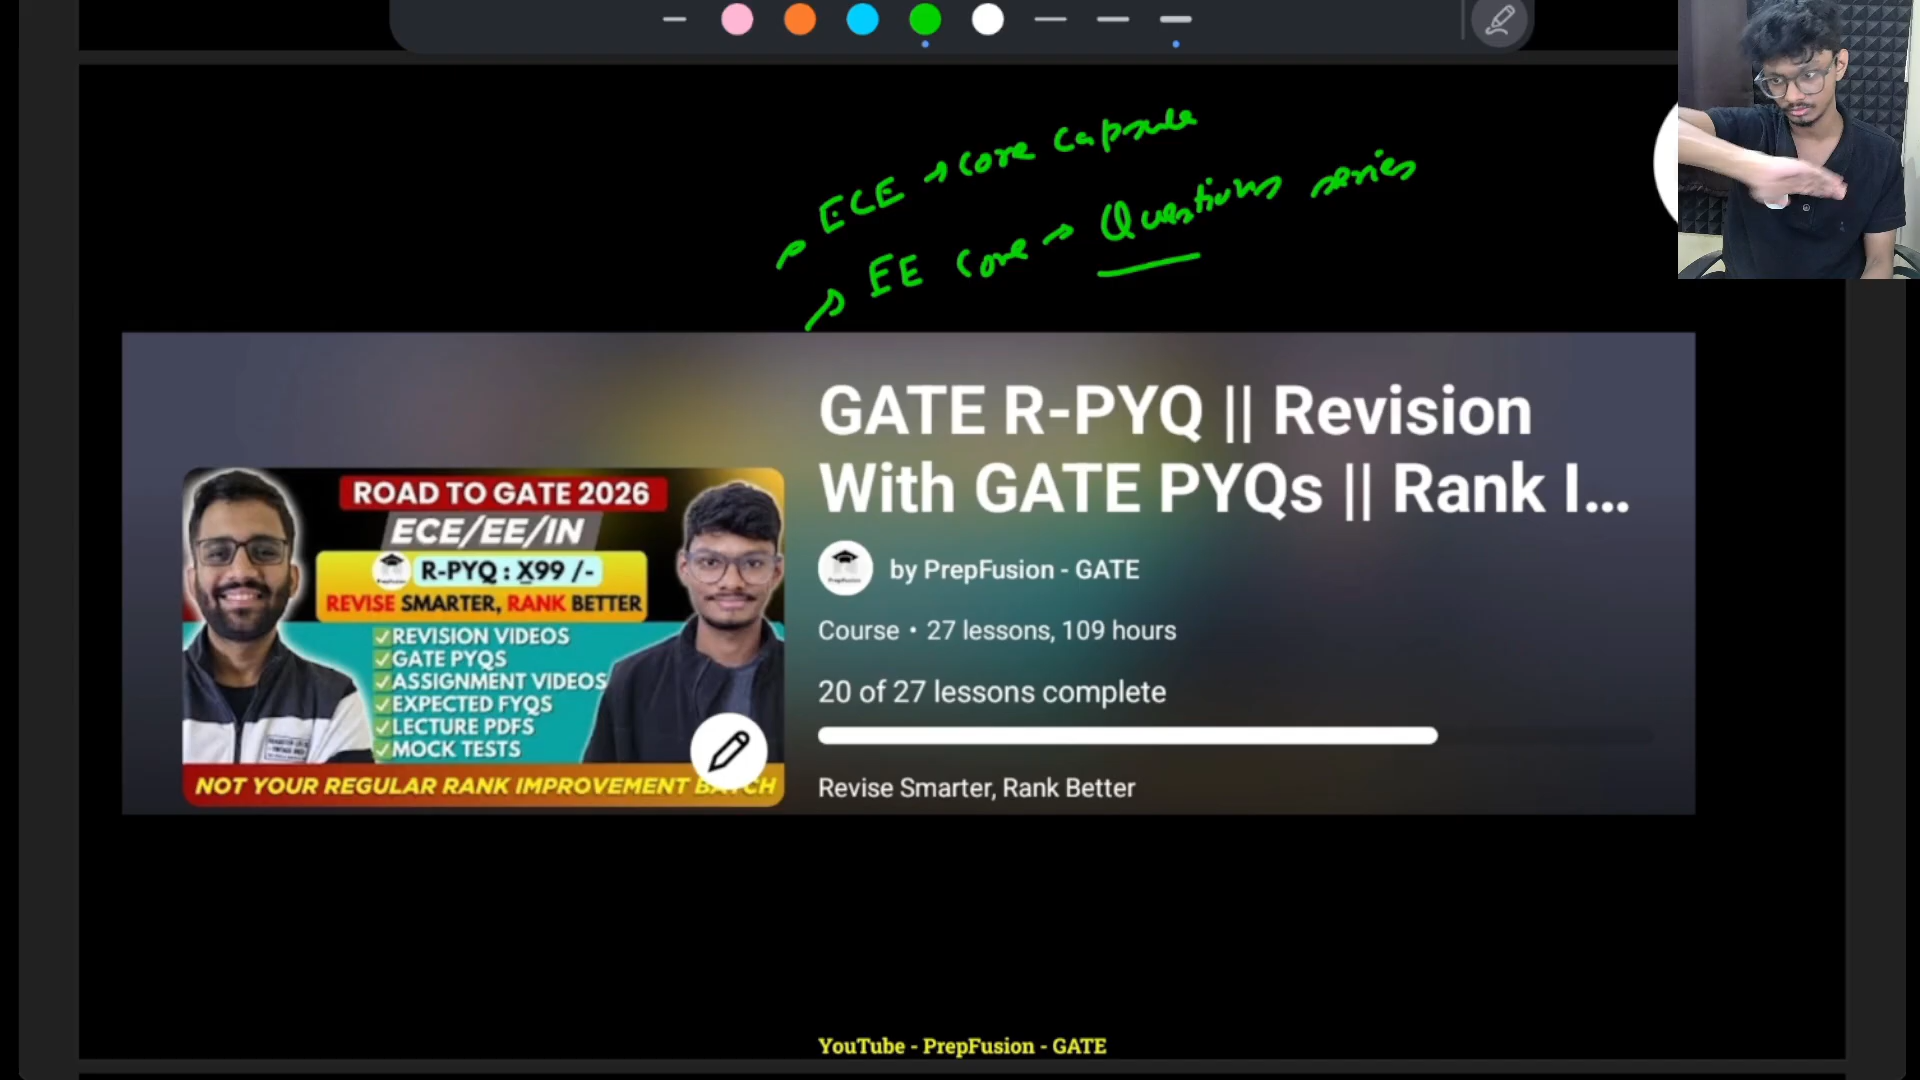 ECE → core capsule
EE core → Questions series
GATE R-PYQ || Revision
With GATE PYQs || Rank I...
by PrepFusion - GATE
Course • 27 lessons, 109 hours
20 of 27 lessons complete
Revise Smarter, Rank Better
ROAD TO GATE 2026
ECE/EE/IN
R-PYQ : X99 /-
REVISE SMARTER, RANK BETTER
✓REVISION VIDEOS
✓GATE PYQS
✓ASSIGNMENT VIDEOS
✓EXPECTED FYQS
✓LECTURE PDFS
✓MOCK TESTS
NOT YOUR REGULAR RANK IMPROVEMENT BATCH
YouTube - PrepFusion - GATE